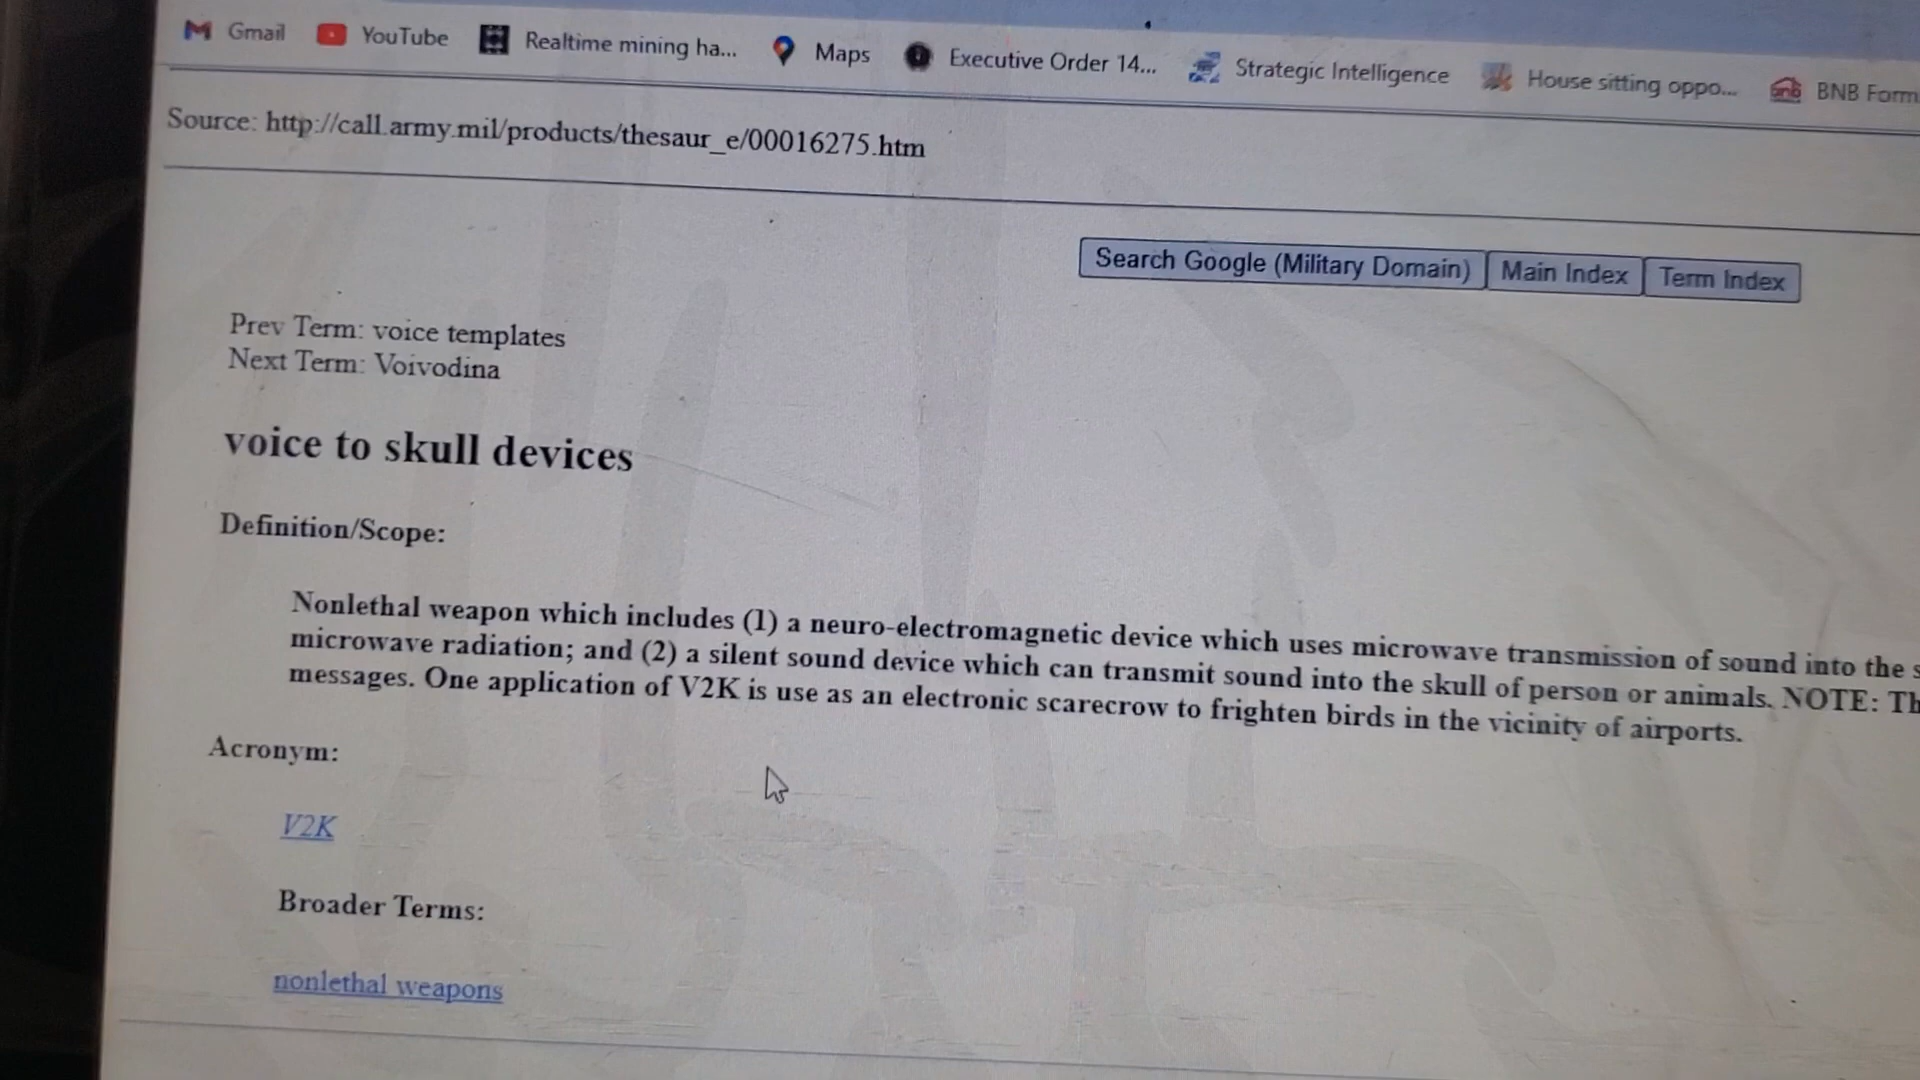 Gmail YouTube Realtime mining ha... Maps Executive Order 14... Strategic Intelligence House sitting oppo... BNB Form
Source: http://call.army.mil/products/thesaur_e/00016275.htm
Search Google (Military Domain) Main Index Term Index
Prev Term: voice templates
Next Term: Voivodina
voice to skull devices
Definition/Scope:
Nonlethal weapon which includes (1) a neuro-electromagnetic device which uses microwave transmission of sound into the s
microwave radiation; and (2) a silent sound device which can transmit sound into the skull of person or animals. NOTE: Th
messages. One application of V2K is use as an electronic scarecrow to frighten birds in the vicinity of airports.
Acronym:
V2K
Broader Terms:
nonlethal weapons